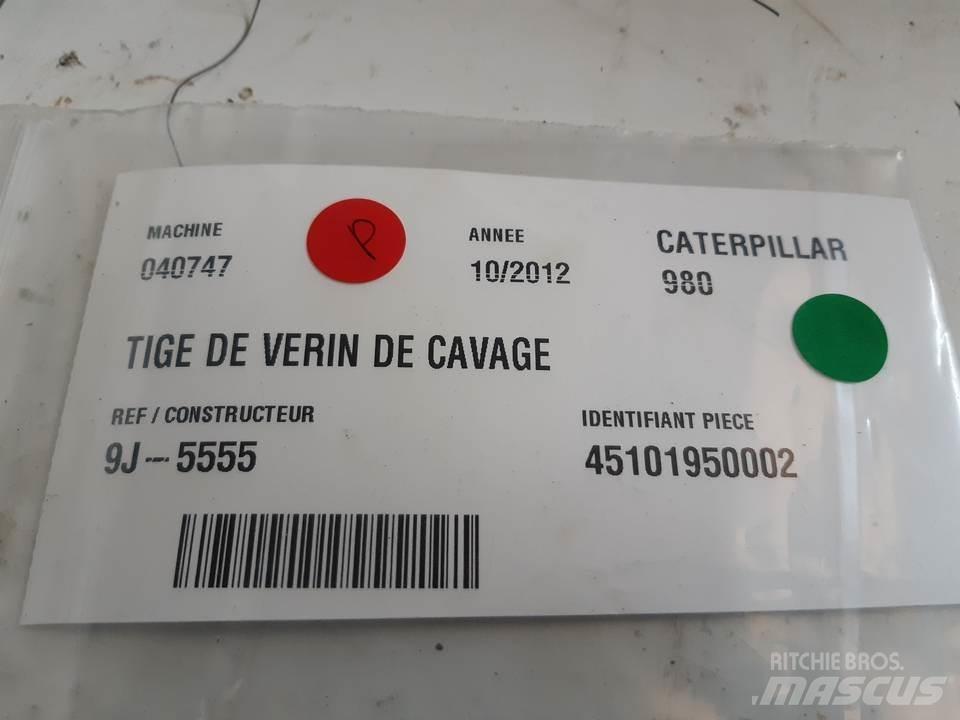 MACHINE
040747
P
ANNEE
10/2012
CATERPILLAR
980
TIGE DE VERIN DE CAVAGE
REF / CONSTRUCTEUR
9J--5555
IDENTIFIANT PIECE
45101950002
RITCHIE BROS.
MASCUS